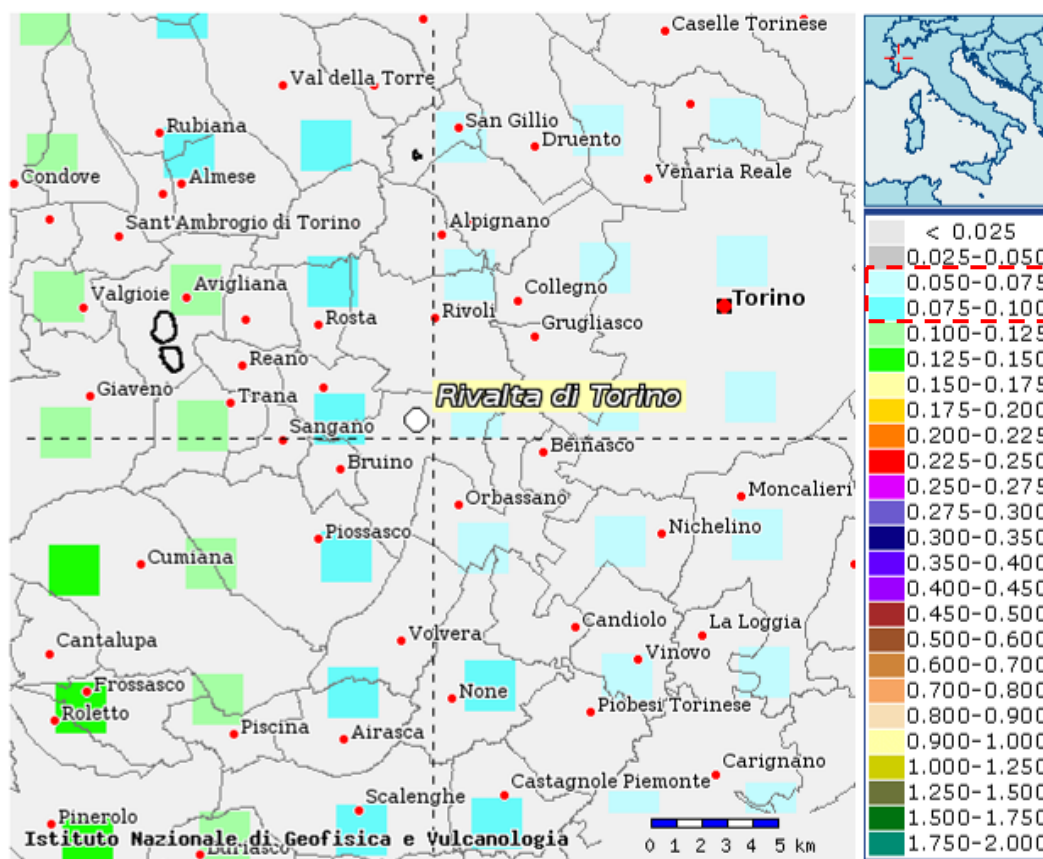 Caselle Torinese
Val della Torre
Rubiana
San Gillio
Druento
Condove
Almese
Venaria Reale
Sant'Ambrogio di Torino
Alpignano
Valgioie
Avigliana
Collegno
Torino
Rosta
Rivoli
Grugliasco
Reano
Giaveno
Trana
Rivalta di Torino
Sangano
Beinasco
Bruino
Orbassano
Moncalieri
Piossasco
Nichelino
Cumiana
Candiolo
La Loggia
Cantalupa
Volvera
Vinovo
Frossasco
None
Roletto
Piscina
Airasca
Piobesi Torinese
Carignano
Castagnole Piemonte
Scalenghe
Pinerolo
Istituto Nazionale di Geofisica e Vulcanologia
Buriasco
0 1 2 3 4 5 km
< 0.025
0.025-0.050
0.050-0.075
0.075-0.100
0.100-0.125
0.125-0.150
0.150-0.175
0.175-0.200
0.200-0.225
0.225-0.250
0.250-0.275
0.275-0.300
0.300-0.350
0.350-0.400
0.400-0.450
0.450-0.500
0.500-0.600
0.600-0.700
0.700-0.800
0.800-0.900
0.900-1.000
1.000-1.250
1.250-1.500
1.500-1.750
1.750-2.000